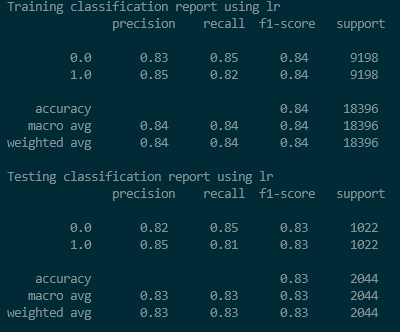 Training classification report using lr
precision recall f1-score support
0.0 0.83 0.85 0.84 9198
1.0 0.85 0.82 0.84 9198
accuracy 0.84 18396
macro avg 0.84 0.84 0.84 18396
weighted avg 0.84 0.84 0.84 18396
Testing classification report using lr
precision recall f1-score support
0.0 0.82 0.85 0.83 1022
1.0 0.85 0.81 0.83 1022
accuracy 0.83 2044
macro avg 0.83 0.83 0.83 2044
weighted avg 0.83 0.83 0.83 2044